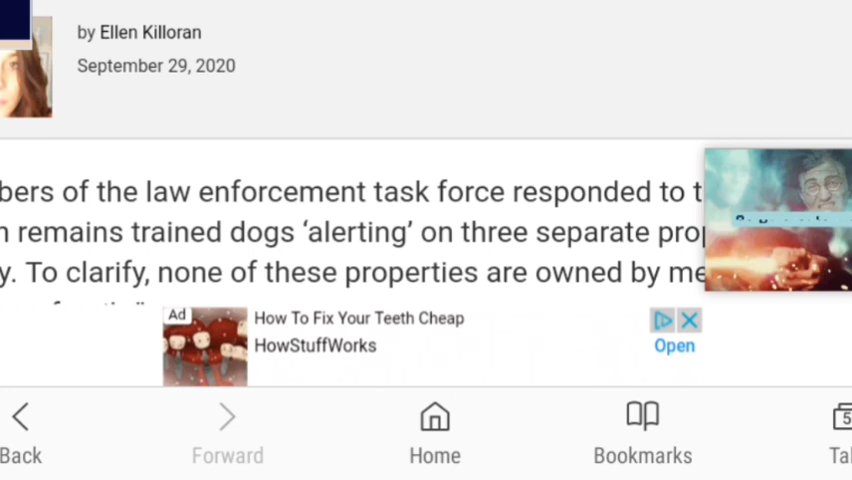 by Ellen Killoran
September 29, 2020
bers of the law enforcement task force responded to t
n remains trained dogs ‘alerting’ on three separate prop
y. To clarify, none of these properties are owned by me
Ad
How To Fix Your Teeth Cheap
HowStuffWorks
Open
Back
Forward
Home
Bookmarks
5
Tal